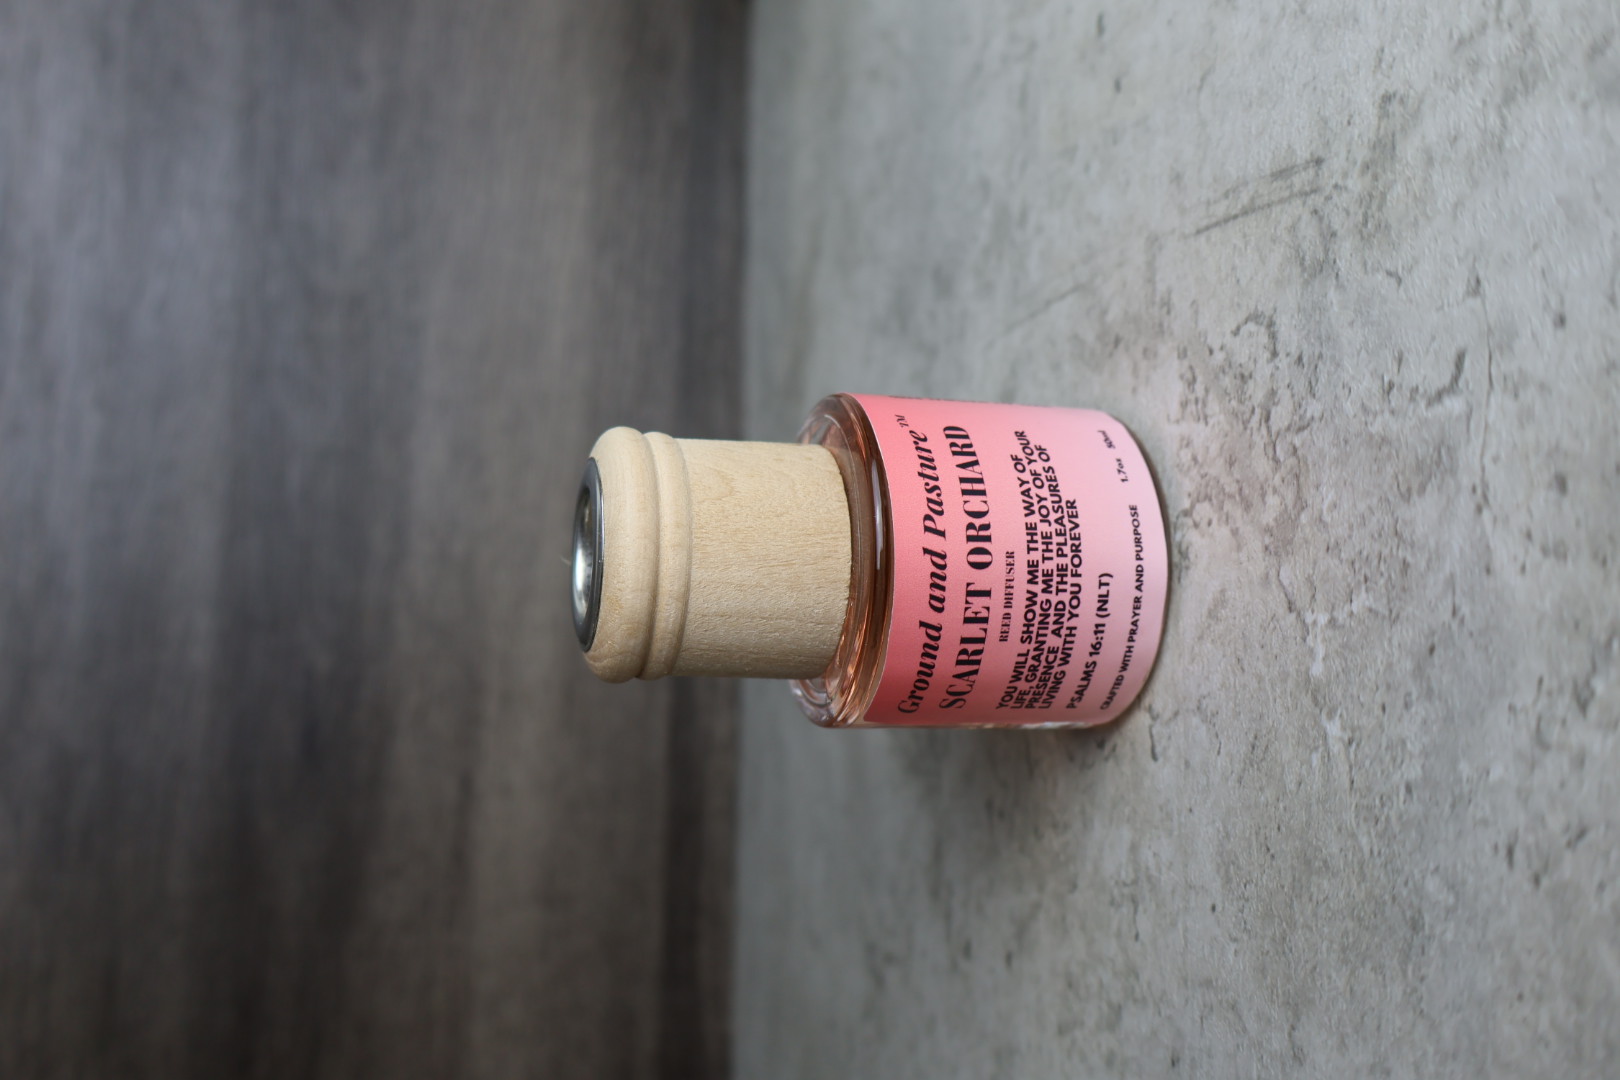 Ground and Pasture™
SCARLET ORCHARD
REED DIFFUSER
YOU WILL SHOW ME THE WAY OF
LIFE, GRANTING ME THE JOY OF YOUR
PRESENCE AND THE PLEASURES OF
LIVING WITH YOU FOREVER
PSALMS 16:11 (NLT)
CRAFTED WITH PRAYER AND PURPOSE 1.7oz 50ml